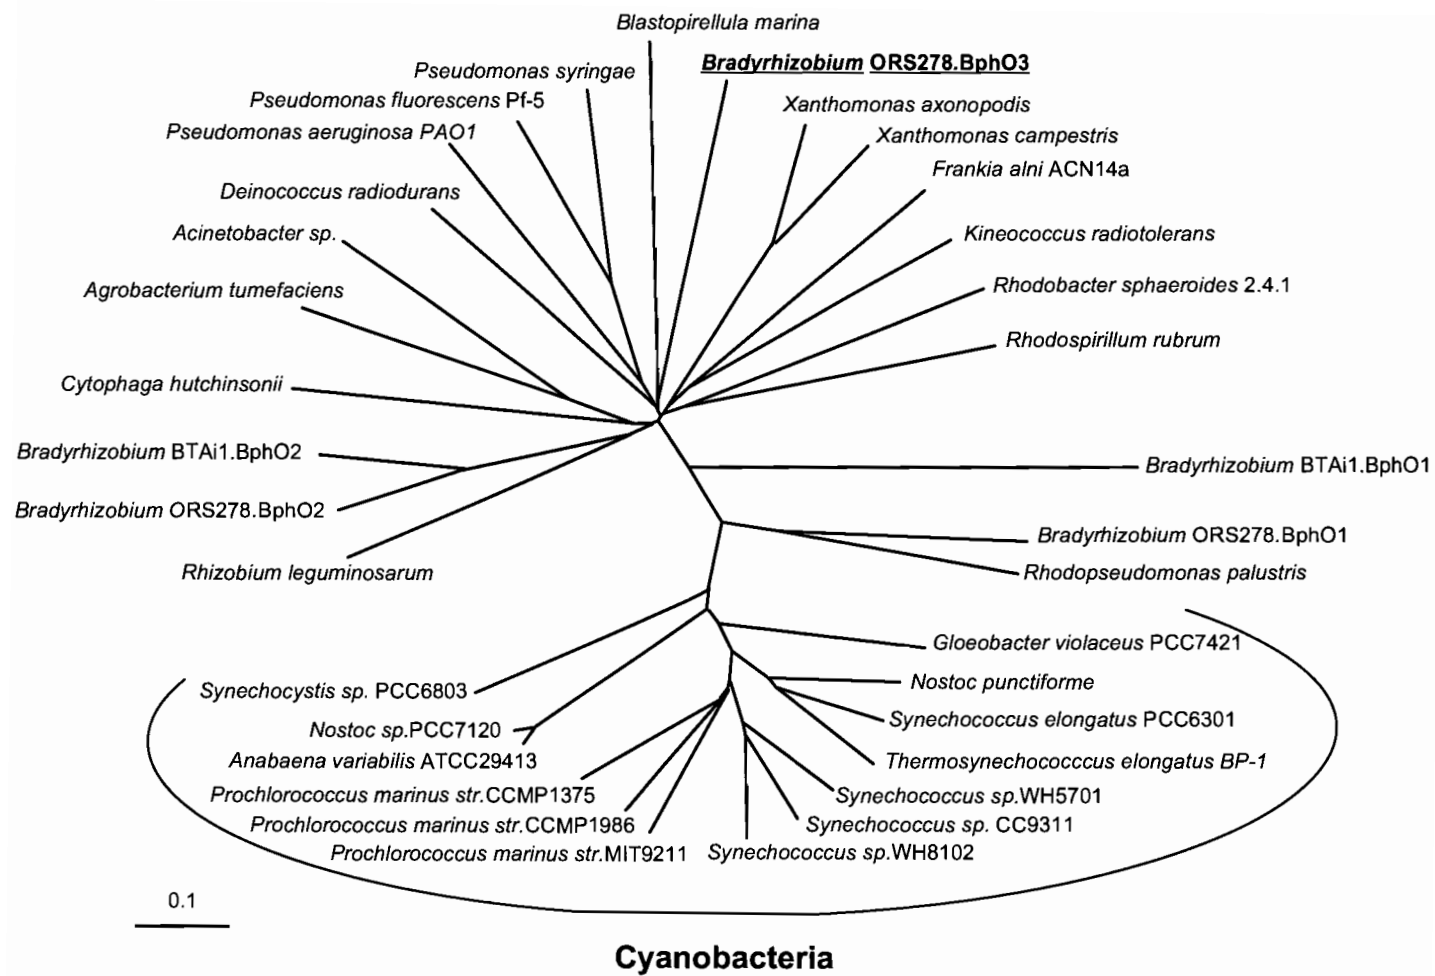 Blastopirellula marina
Bradyrhizobium ORS278.BphO3
Pseudomonas syringae
Pseudomonas fluorescens Pf-5
Xanthomonas axonopodis
Pseudomonas aeruginosa PAO1
Xanthomonas campestris
Frankia alni ACN14a
Deinococcus radiodurans
Acinetobacter sp.
Kineococcus radiotolerans
Agrobacterium tumefaciens
Rhodobacter sphaeroides 2.4.1
Rhodospirillum rubrum
Cytophaga hutchinsonii
Bradyrhizobium BTAi1.BphO2
Bradyrhizobium BTAi1.BphO1
Bradyrhizobium ORS278.BphO2
Bradyrhizobium ORS278.BphO1
Rhizobium leguminosarum
Rhodopseudomonas palustris
Gloeobacter violaceus PCC7421
Synechocystis sp. PCC6803
Nostoc punctiforme
Nostoc sp.PCC7120
Synechococcus elongatus PCC6301
Anabaena variabilis ATCC29413
Thermosynechococccus elongatus BP-1
Prochlorococcus marinus str.CCMP1375
Synechococcus sp.WH5701
Prochlorococcus marinus str.CCMP1986
Synechococcus sp. CC9311
Prochlorococcus marinus str.MIT9211
Synechococcus sp.WH8102
0.1
Cyanobacteria